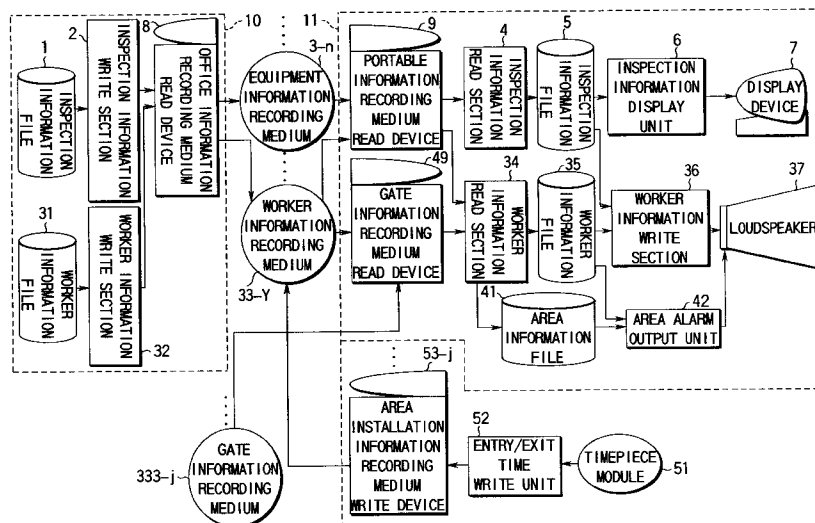 1
INSPECTION
INFORMATION
FILE
2
INSPECTION INFORMATION
WRITE SECTION
8
OFFICE INFORMATION
RECORDING MEDIUM
READ DEVICE
10
31
WORKER
INFORMATION
FILE
WORKER INFORMATION
WRITE SECTION
32
11
3-n
EQUIPMENT
INFORMATION
RECORDING
MEDIUM
WORKER
INFORMATION
RECORDING
MEDIUM
33-Y
9
PORTABLE
INFORMATION
RECORDING
MEDIUM
READ DEVICE
49
GATE
INFORMATION
RECORDING
MEDIUM
READ DEVICE
4
INSPECTION
INFORMATION
READ SECTION
5
INSPECTION
INFORMATION
FILE
6
INSPECTION
INFORMATION
DISPLAY
UNIT
7
DISPLAY
DEVICE
34
WORKER
INFORMATION
READ SECTION
35
WORKER
INFORMATION
FILE
36
WORKER
INFORMATION
WRITE
SECTION
37
LOUDSPEAKER
41
AREA
INFORMATION
FILE
42
AREA ALARM
OUTPUT UNIT
333-j
GATE
INFORMATION
RECORDING
MEDIUM
53-j
AREA
INSTALLATION
INFORMATION
RECORDING
MEDIUM
WRITE DEVICE
52
ENTRY/EXIT
TIME
WRITE UNIT
TIMEPIECE
MODULE
51